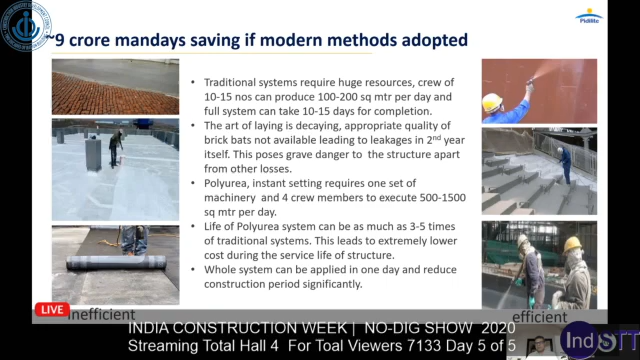 ~9 crore mandays saving if modern methods adopted
Pidilite
• Traditional systems require huge resources, crew of
10-15 nos can produce 100-200 sq mtr per day and
full system can take 10-15 days for completion.
• The art of laying is decaying, appropriate quality of
brick bats not available leading to leakages in 2nd year
itself. This poses grave danger to the structure apart
from other losses.
• Polyurea, instant setting requires one set of
machinery and 4 crew members to execute 500-1500
sq mtr per day.
• Life of Polyurea system can be as much as 3-5 times
of traditional systems. This leads to extremely lower
cost during the service life of structure.
• Whole system can be applied in one day and reduce
construction period significantly.
LIVE
Inefficient
efficient
INDIA CONSTRUCTION WEEK | NO-DIG SHOW 2020
Streaming Total Hall 4 For Toal Viewers 7133 Day 5 of 5
IndSTT